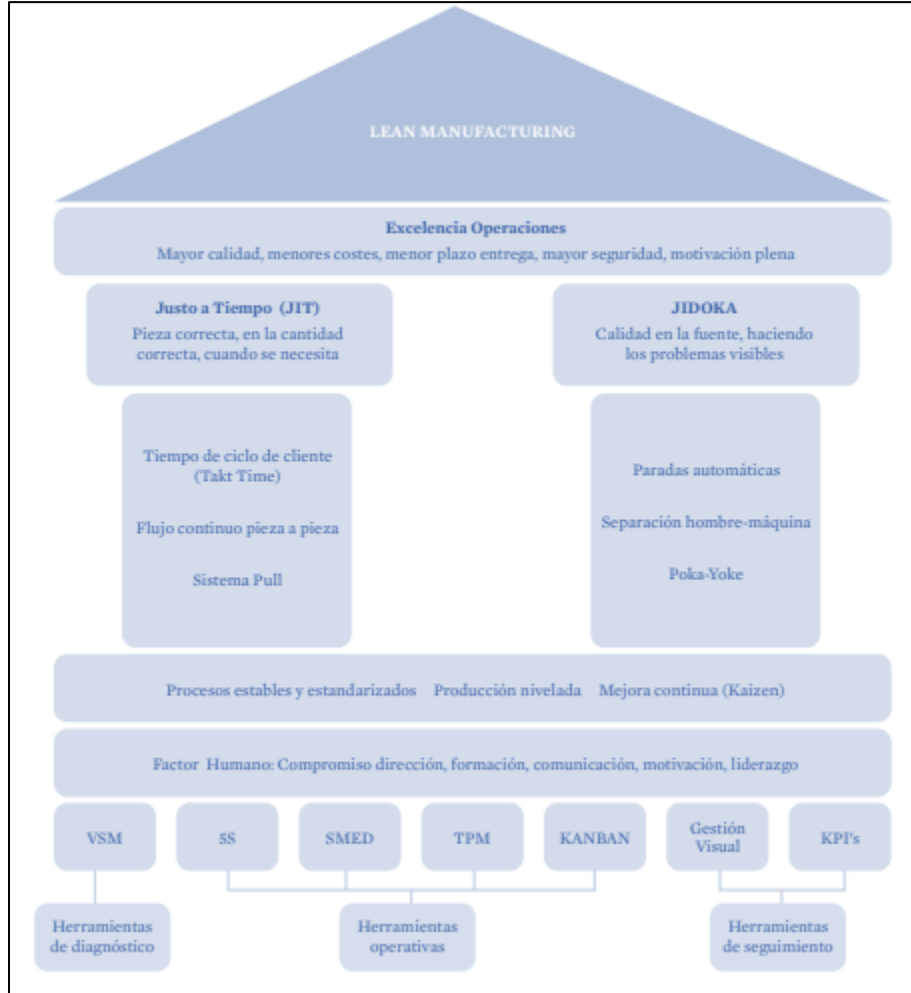 LEAN MANUFACTURING
Excelencia Operaciones
Mayor calidad, menores costes, menor plazo entrega, mayor seguridad, motivación plena
Justo a Tiempo (JIT)
Pieza correcta, en la cantidad
correcta, cuando se necesita
JIDOKA
Calidad en la fuente, haciendo
los problemas visibles
Tiempo de ciclo de cliente
(Takt Time)
Flujo continuo pieza a pieza
Sistema Pull
Paradas automáticas
Separación hombre-máquina
Poka-Yoke
Procesos estables y estandarizados Producción nivelada Mejora continua (Kaizen)
Factor Humano: Compromiso dirección, formación, comunicación, motivación, liderazgo
VSM
5S
SMED
TPM
KANBAN
Gestión
Visual
KPI's
Herramientas
de diagnóstico
Herramientas
operativas
Herramientas
de seguimiento